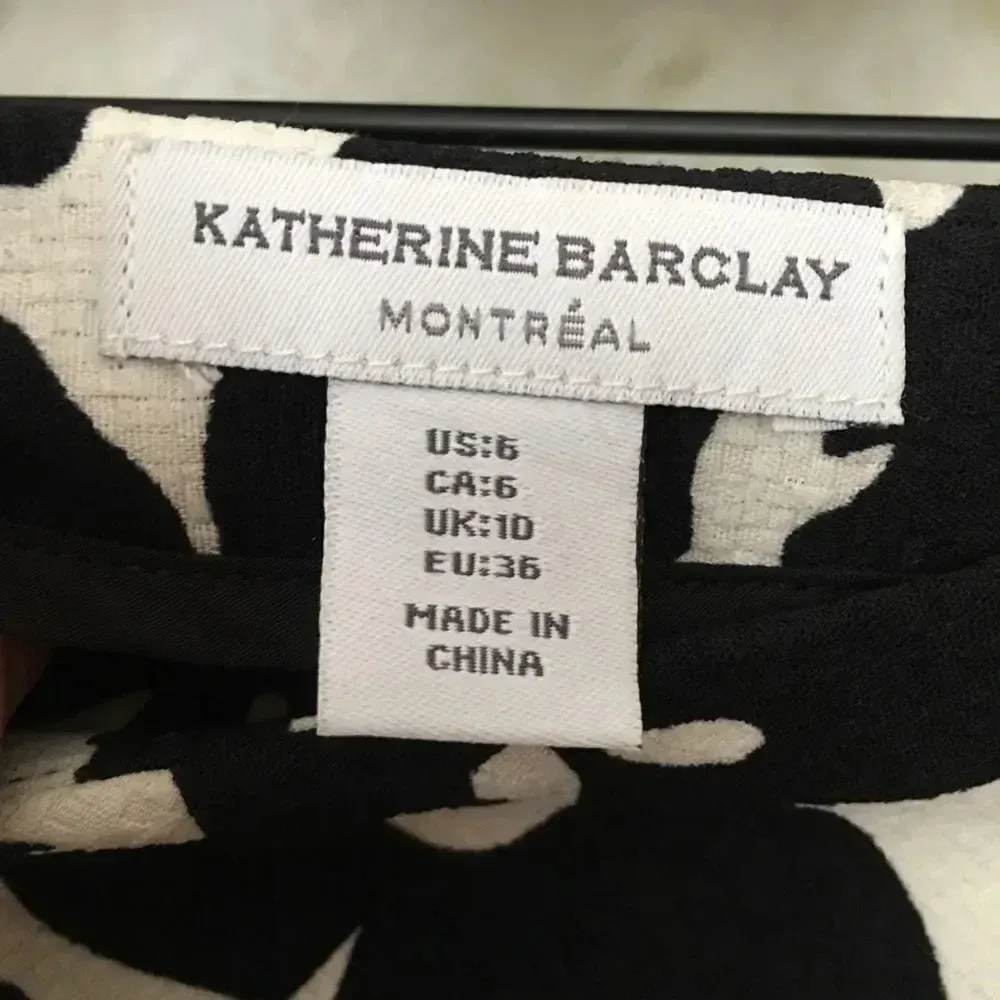 KATHERINE BARCLAY
MONTRÉAL
US:6
CA:6
UK:10
EU:36
MADE IN
CHINA